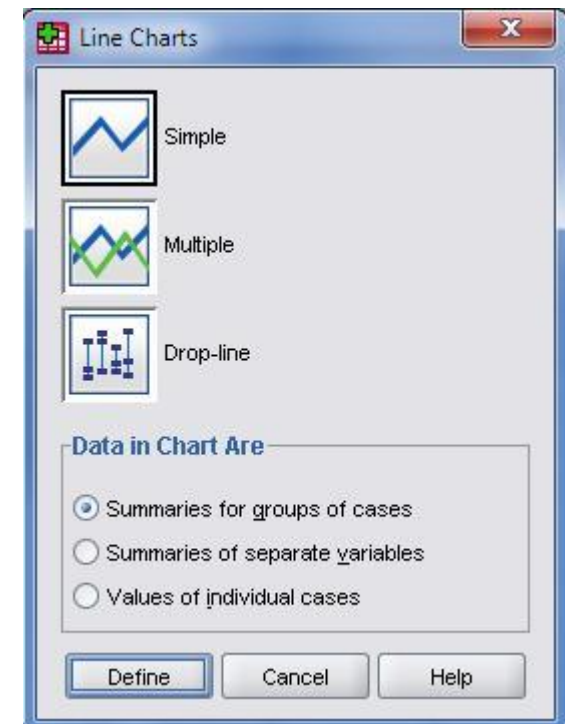 Line Charts
Simple
Multiple
Drop-line
Data in Chart Are
Summaries for groups of cases
Summaries of separate variables
Values of individual cases
Define Cancel Help